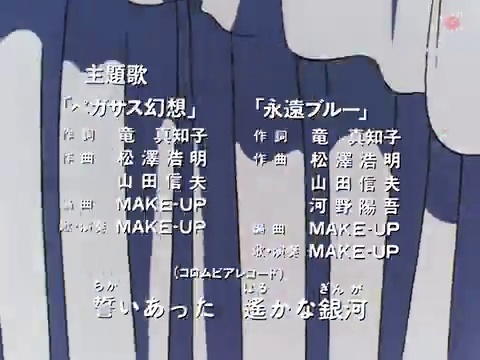 主題歌
「ペガサス幻想」
作詞 竜 真知子
作曲 松澤浩明
山田信夫
編曲 MAKE-UP
歌・演奏 MAKE-UP
「永遠ブルー」
作詞 竜 真知子
作曲 松澤浩明
山田信夫
河野陽吾
編曲 MAKE-UP
歌・演奏 MAKE-UP
(コロムビアレコード)
ちか はる ぎんが
誓いあった 遙かな銀河